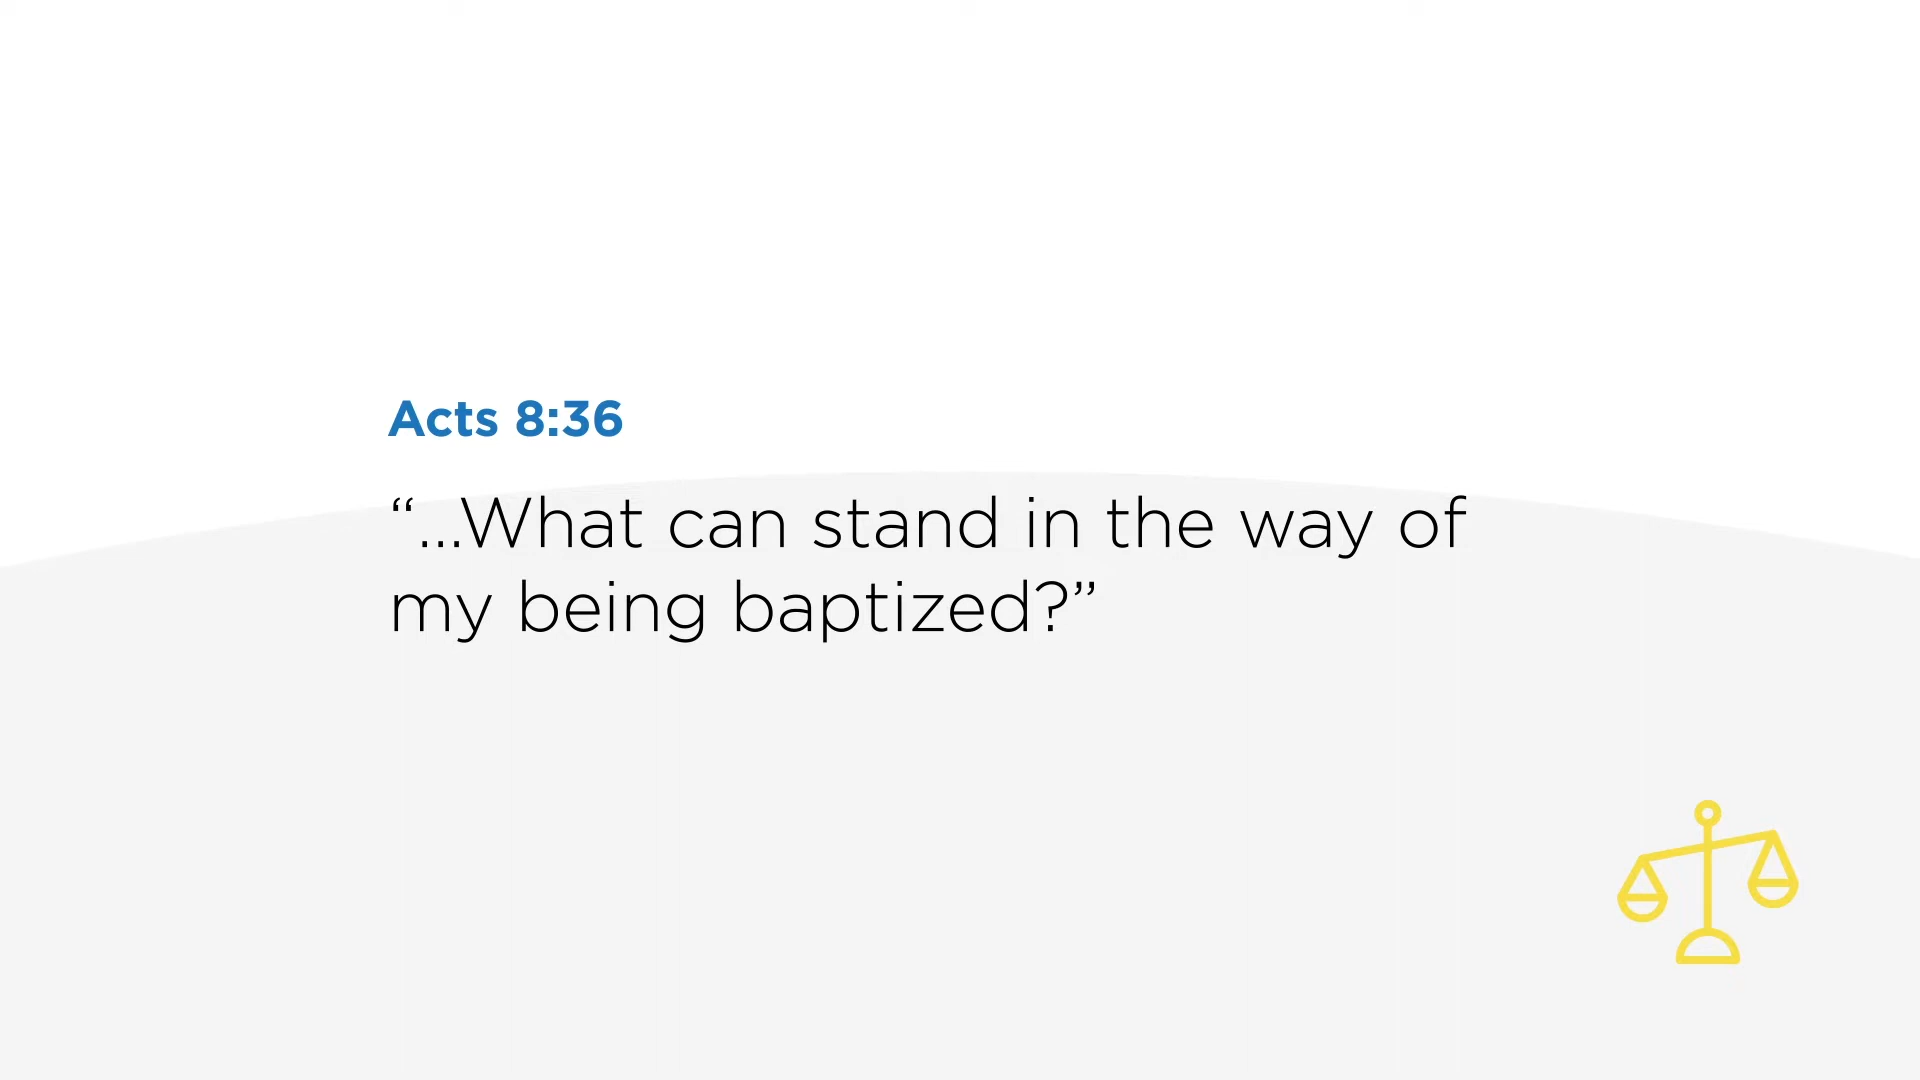 Acts 8:36
“...What can stand in the way of
my being baptized?”